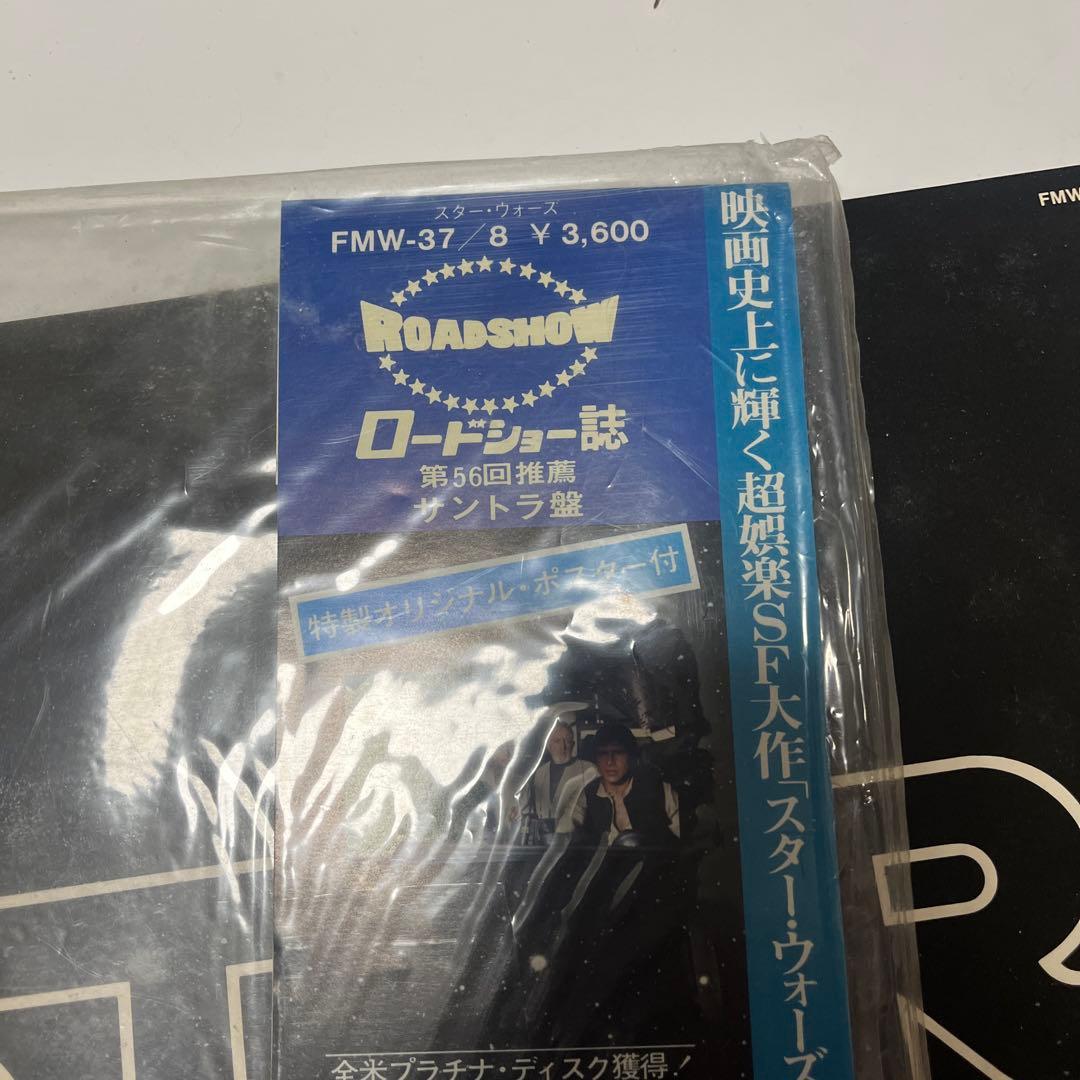 スター・ウォーズ
FMW-37/8 ¥3,600
ROADSHOW
ロードショー誌
第56回推薦
サントラ盤
特製オリジナル・ポスター付
全米プラチナ・ディスク獲得!
映画史上に輝く超娯楽SF大作「スター・ウォーズ
FMW